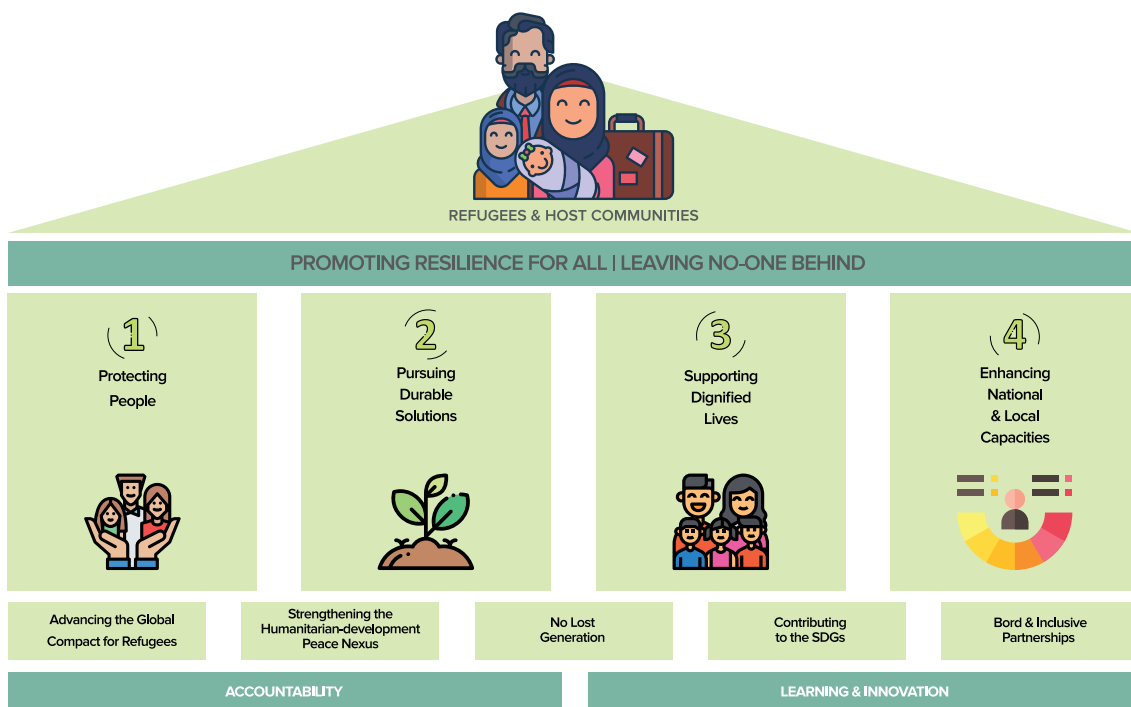 REFUGEES & HOST COMMUNITIES
PROMOTING RESILIENCE FOR ALL | LEAVING NO-ONE BEHIND
1
Protecting
People
2
Pursuing
Durable
Solutions
3
Supporting
Dignified
Lives
4
Enhancing
National
& Local
Capacities
Advancing the Global
Compact for Refugees
Strengthening the
Humanitarian-development
Peace Nexus
No Lost
Generation
Contributing
to the SDGs
Bord & Inclusive
Partnerships
ACCOUNTABILITY
LEARNING & INNOVATION